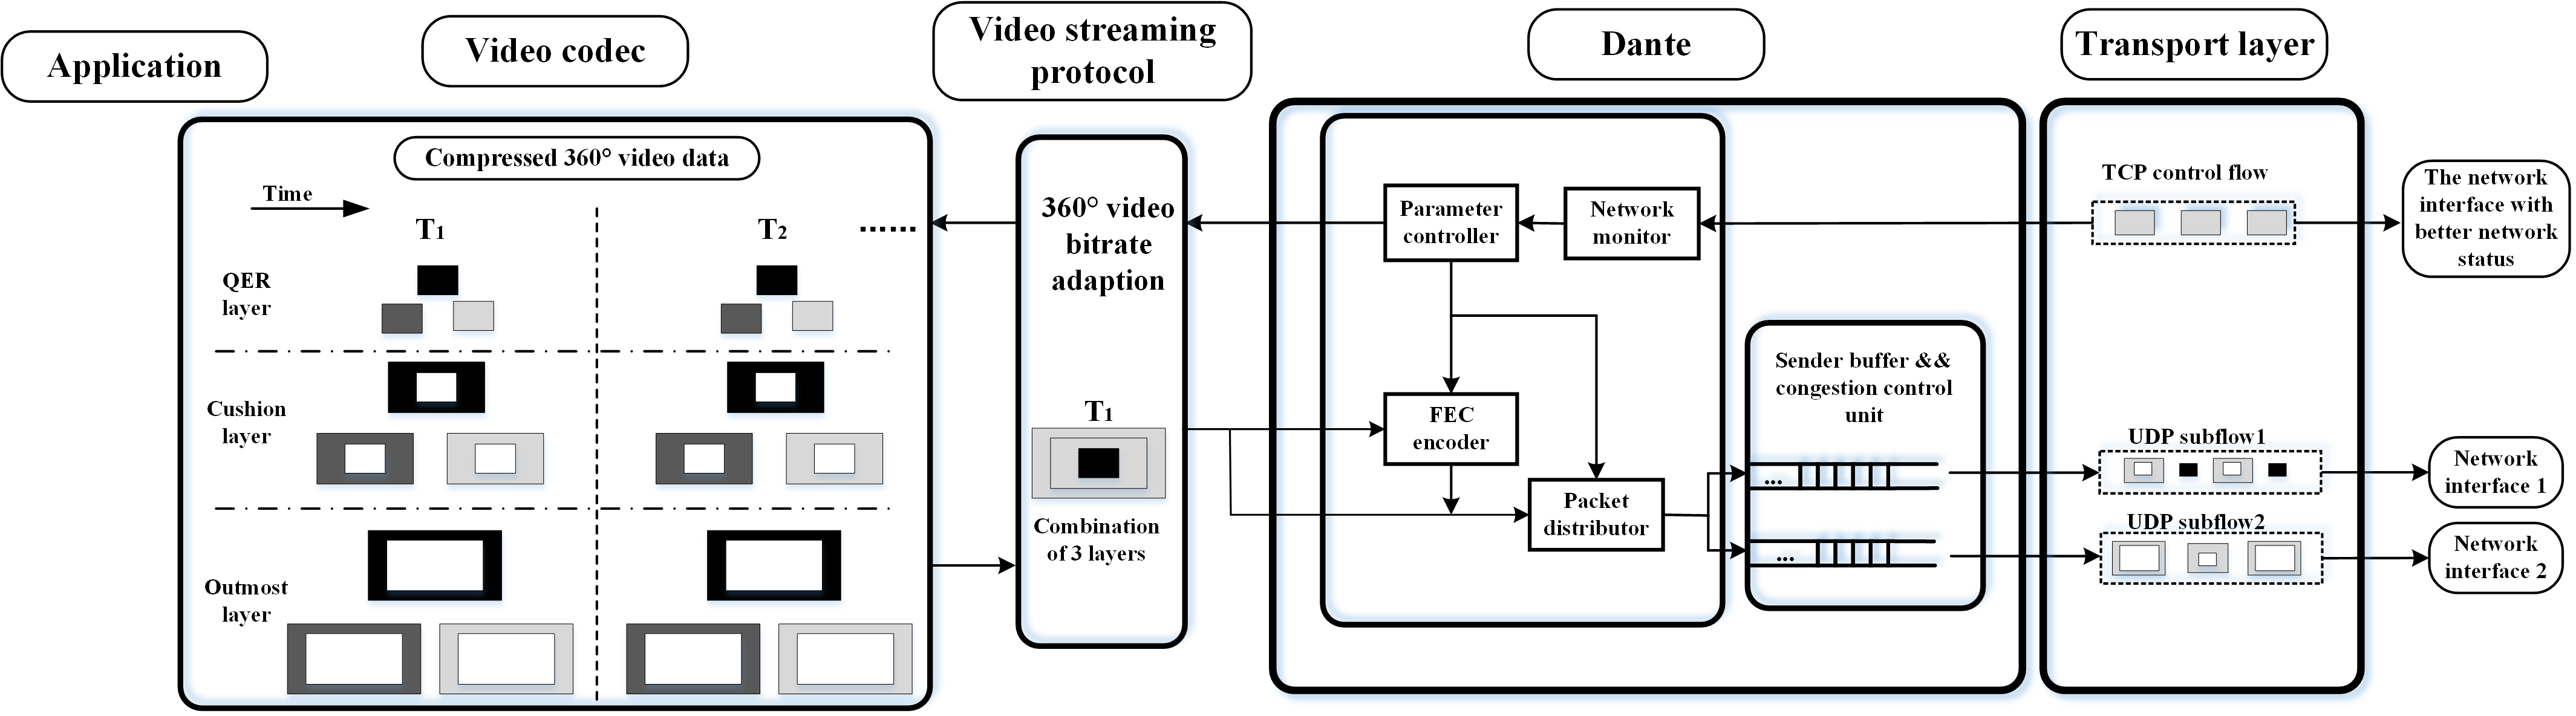 Application
Video codec
Video streaming
protocol
Dante
Transport layer
Compressed 360° video data
Time
T1
T2
......
QER
layer
Cushion
layer
Outmost
layer
360° video
bitrate
adaption
T1
Combination
of 3 layers
Parameter
controller
Network
monitor
FEC
encoder
Packet
distributor
Sender buffer &&
congestion control
unit
...
...
TCP control flow
UDP subflow1
UDP subflow2
The network
interface with
better network
status
Network
interface 1
Network
interface 2